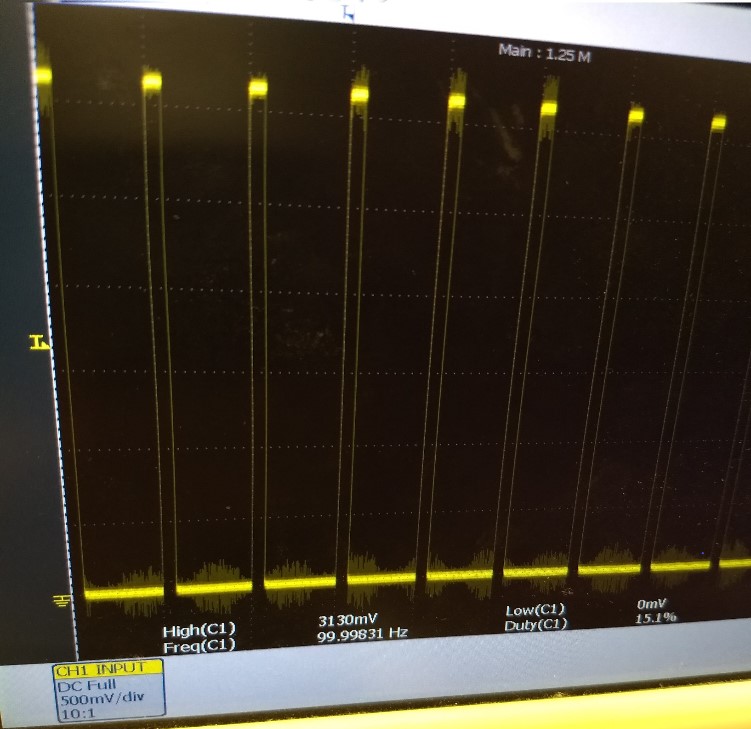 Main : 1.25 M
High(C1) 3130mV Low(C1) 0mV
Freq(C1) 99.99831 Hz Duty(C1) 15.1%
CH1 INPUT
DC Full
500mV/div
10:1